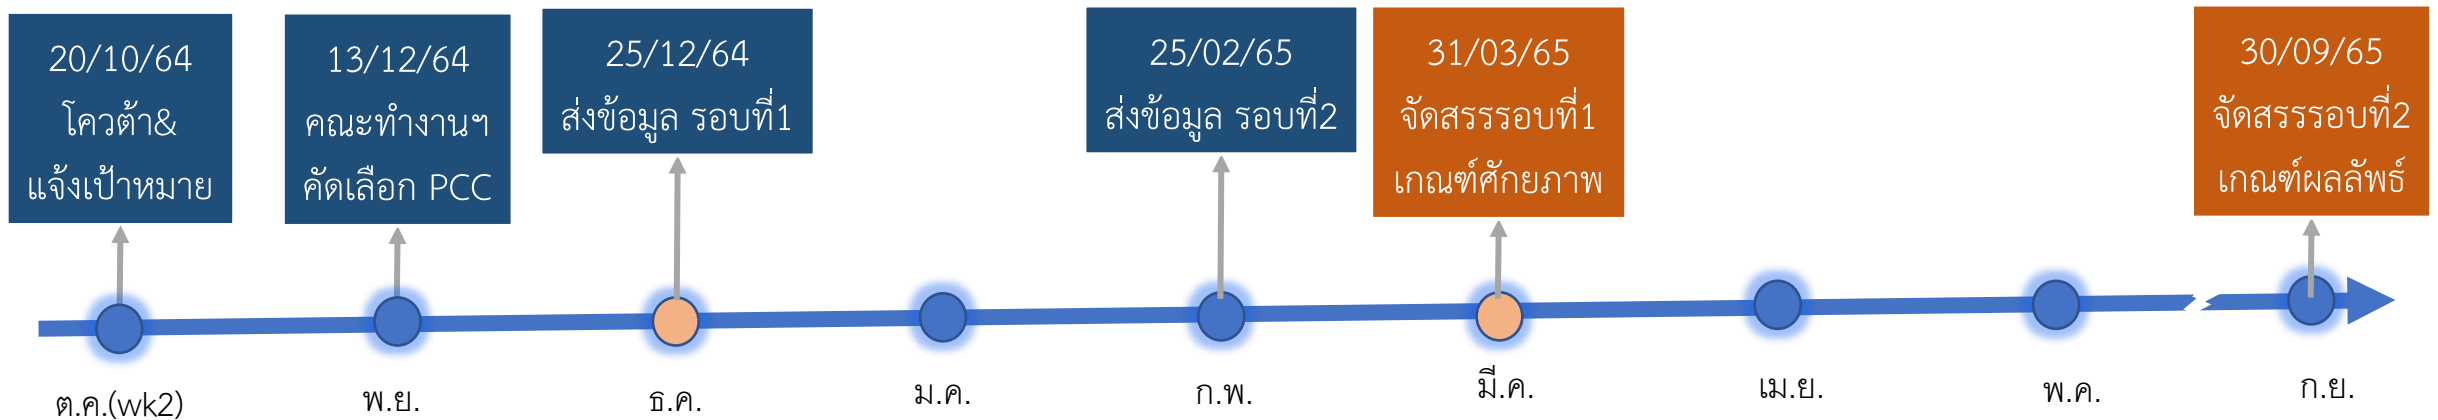 20/10/64
โควต้า&
แจ้งเป้าหมาย
13/12/64
คณะทำงานฯ
คัดเลือก PCC
25/12/64
ส่งข้อมูล รอบที่1
25/02/65
ส่งข้อมูล รอบที่2
31/03/65
จัดสรรรอบที่1
เกณฑ์ศักยภาพ
30/09/65
จัดสรรรอบที่2
เกณฑ์ผลลัพธ์
ต.ค.(wk2)
พ.ย.
ธ.ค.
ม.ค.
ก.พ.
มี.ค.
เม.ย.
พ.ค.
ก.ย.